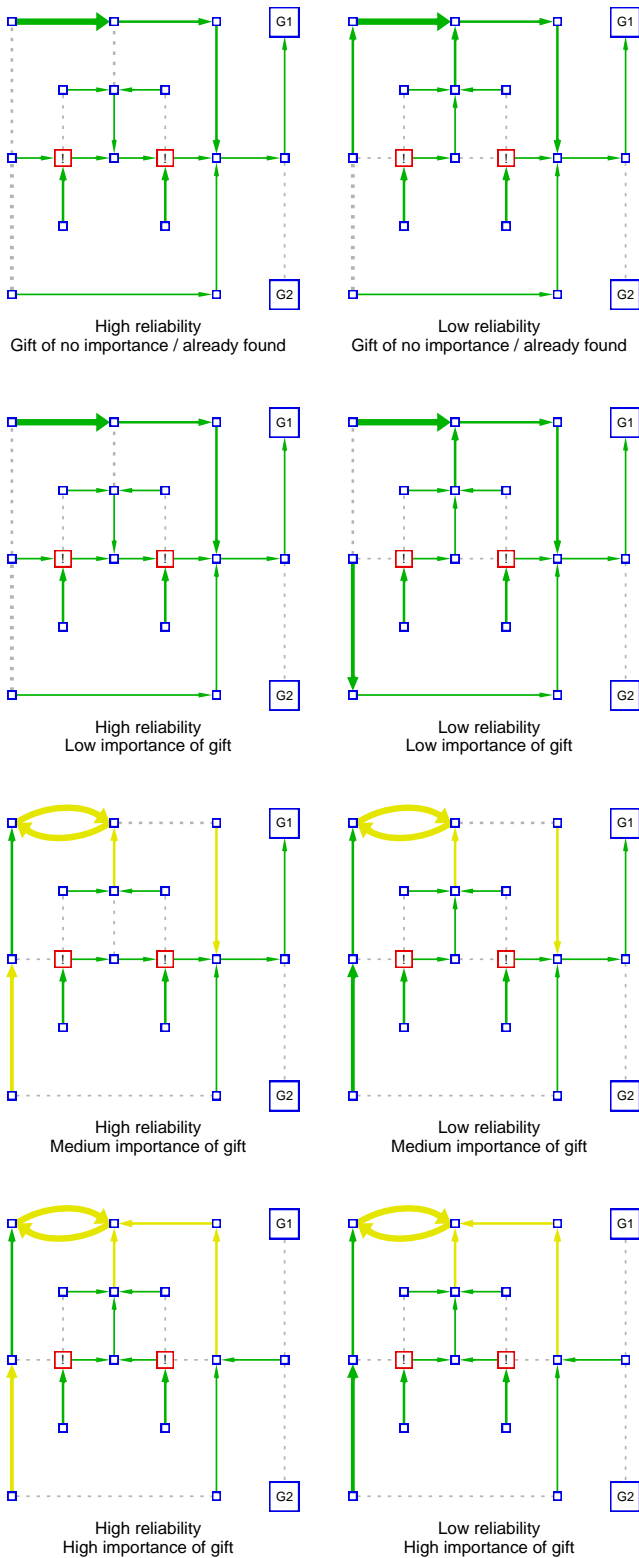 G1
G1
!
!
!
!
G2
G2
High reliability
Gift of no importance / already found
Low reliability
Gift of no importance / already found
G1
G1
!
!
!
!
G2
G2
High reliability
Low importance of gift
Low reliability
Low importance of gift
G1
G1
!
!
!
!
G2
G2
High reliability
Medium importance of gift
Low reliability
Medium importance of gift
G1
G1
!
!
!
!
G2
G2
High reliability
High importance of gift
Low reliability
High importance of gift